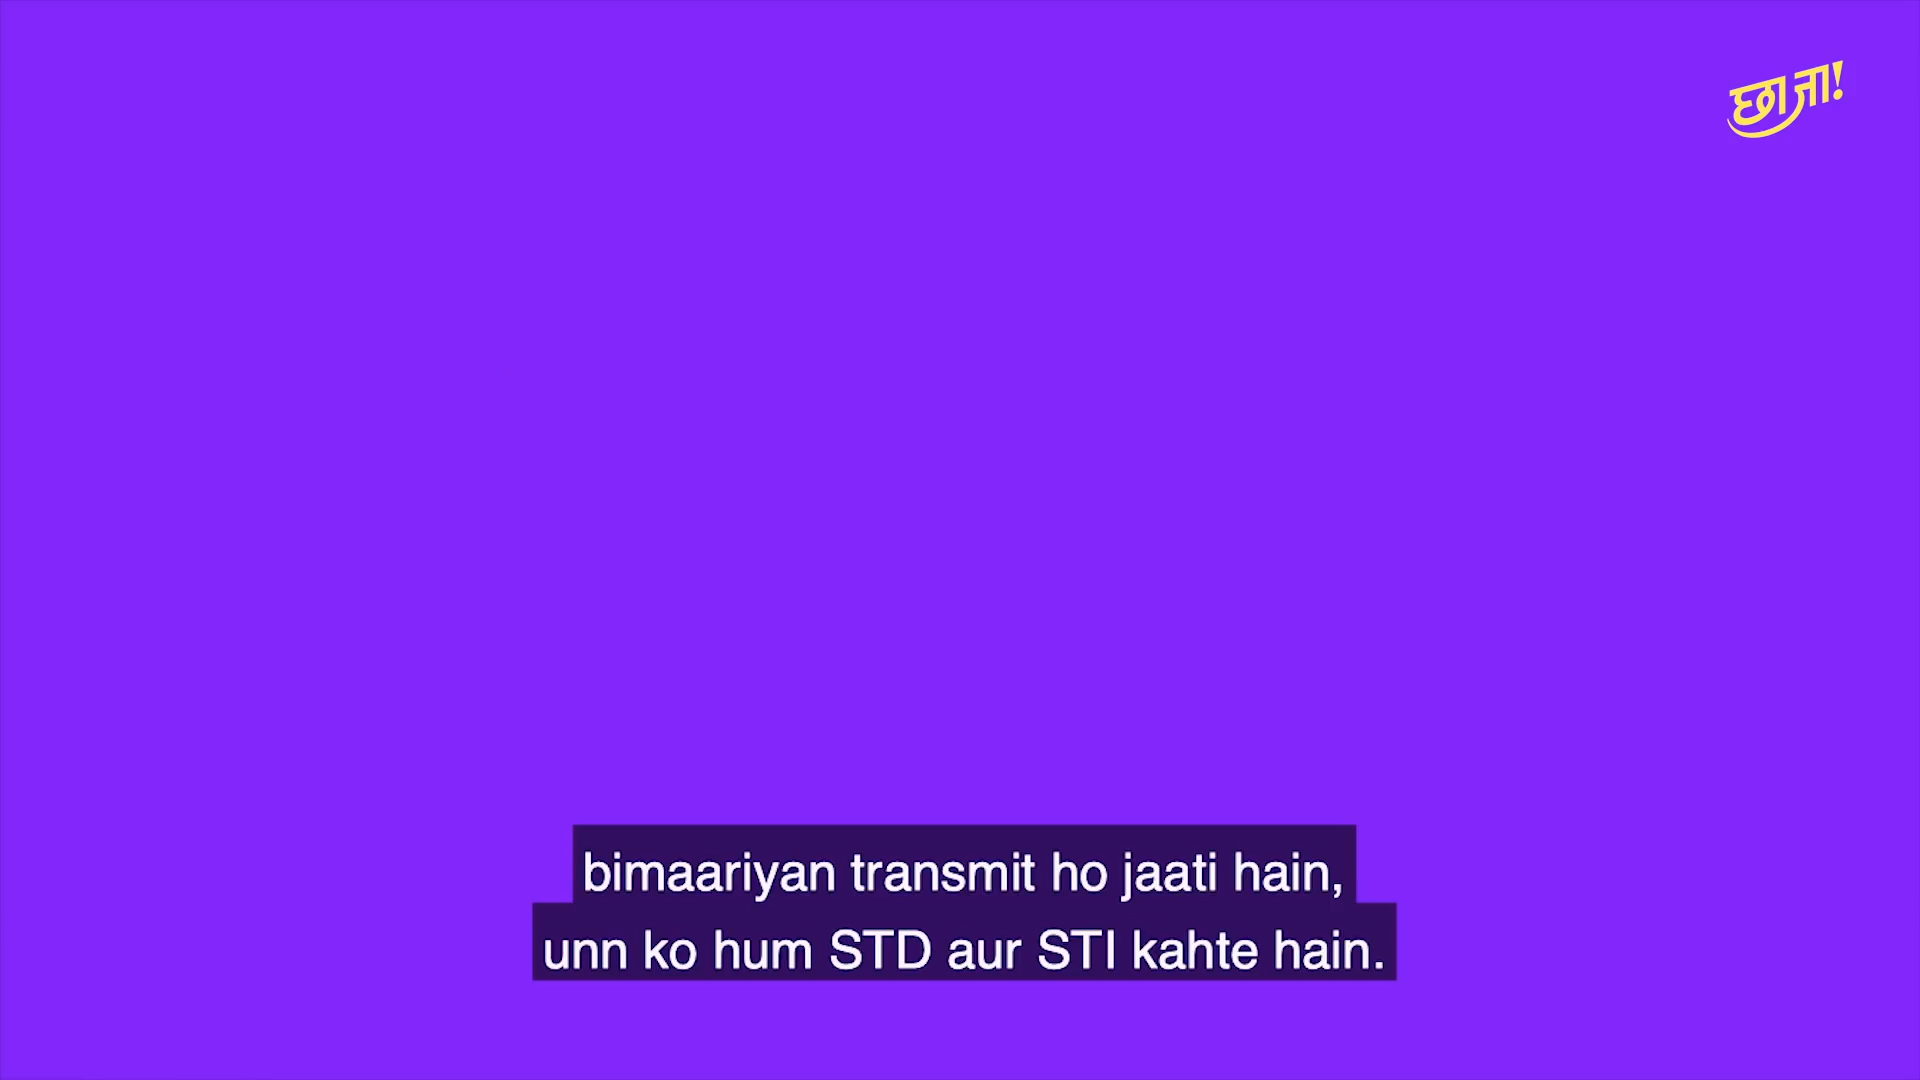 छा जा!
bimaariyan transmit ho jaati hain,
unn ko hum STD aur STI kahte hain.